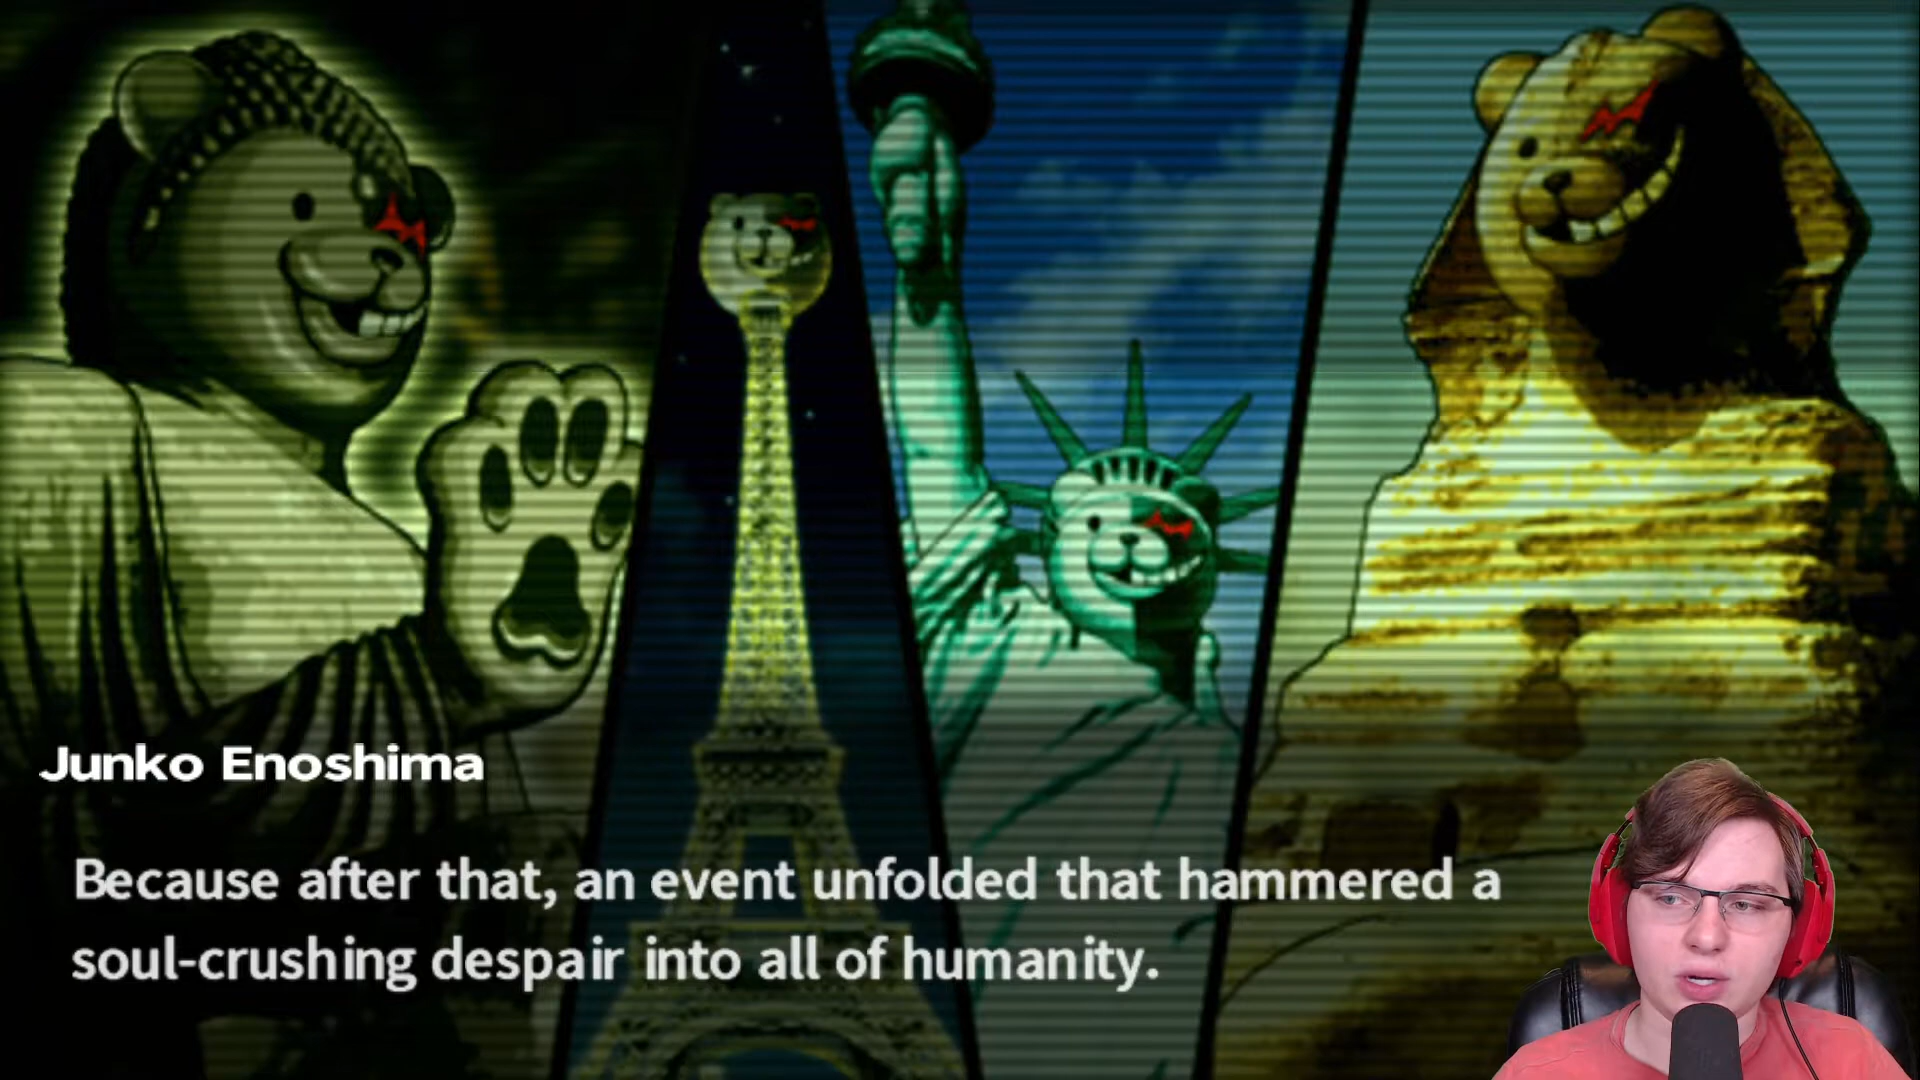 Junko Enoshima
Because after that, an event unfolded that hammered a
soul-crushing despair into all of humanity.